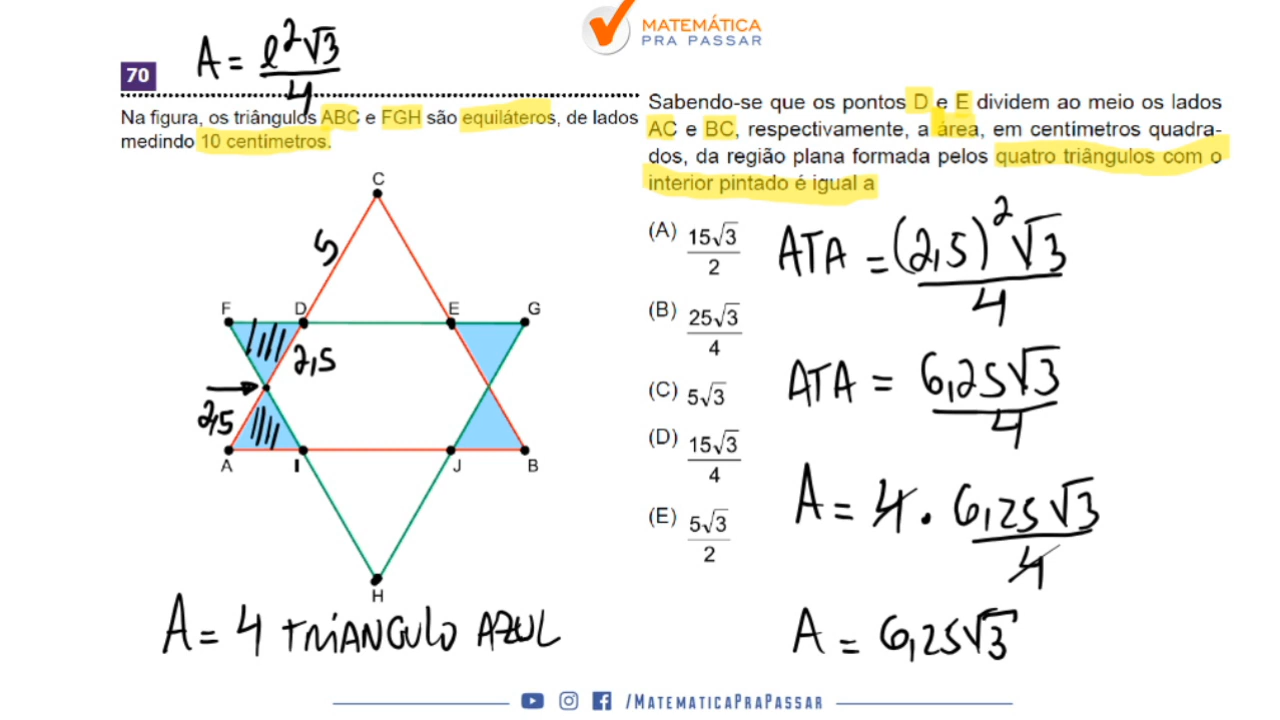 MATEMÁTICA
PRA PASSAR
70
A = l²√3
4
Na figura, os triângulos ABC e FGH são equiláteros, de lados
medindo 10 centímetros.
C
5
F
D
E
G
2,5
2,5
A
I
J
B
H
A = 4 TRIANGULO AZUL
Sabendo-se que os pontos D e E dividem ao meio os lados
AC e BC, respectivamente, a área, em centímetros quadra-
dos, da região plana formada pelos quatro triângulos com o
interior pintado é igual a
(A) 15√3
2
(B) 25√3
4
(C) 5√3
(D) 15√3
4
(E) 5√3
2
ATA = (2,5)²√3
4
ATA = 6,25√3
4
A = 4 . 6,25√3
4
A = 6,25√3
/MatematicaPraPassar